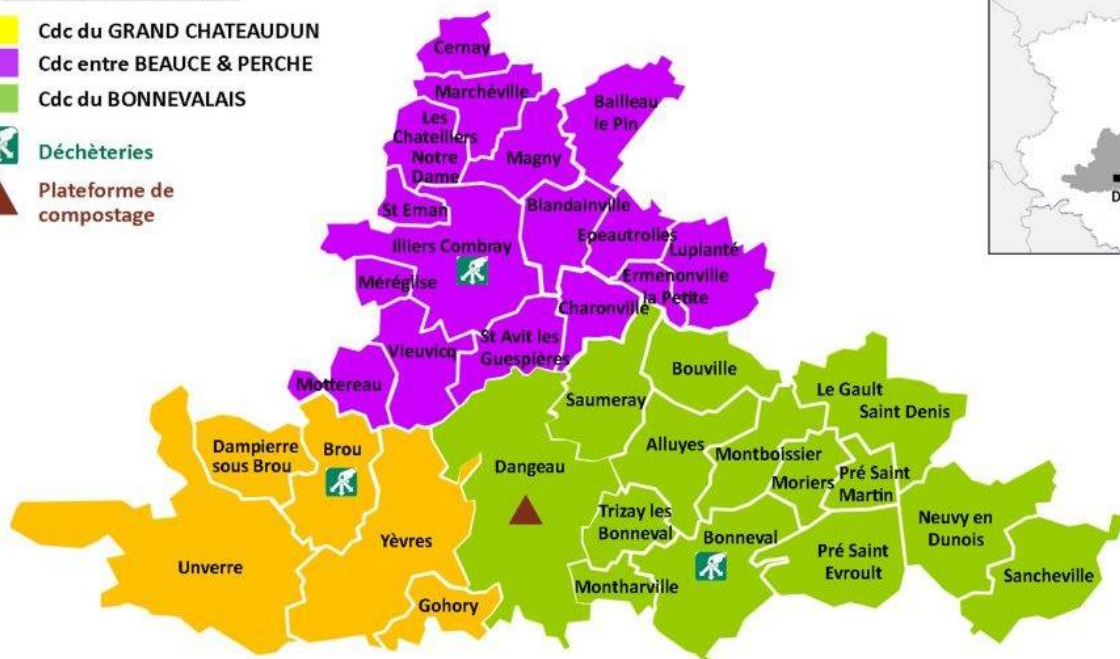 Cdc du GRAND CHATEAUDUN
Cdc entre BEAUCE & PERCHE
Cdc du BONNEVALAIS
Déchèteries
Plateforme de
compostage
Cernay
Marchéville
Bailleau
le Pin
Les
Chatelliers
Notre
Dame
Magny
St Eman
Blandainville
Epeautrolles
Luplanté
Illiers Combray
Ermenonville
la Petite
Méréglise
Charonville
St Avit les
Guespières
Vieuvicq
Mottereau
Bouville
Saumeray
Le Gault
Saint Denis
Dampierre
sous Brou
Brou
Dangeau
Alluyes
Montboissier
Moriers
Pré Saint
Martin
Trizay les
Bonneval
Bonneval
Neuvy en
Dunois
Yèvres
Unverre
Pré Saint
Evroult
Sancheville
Montharville
Gohory